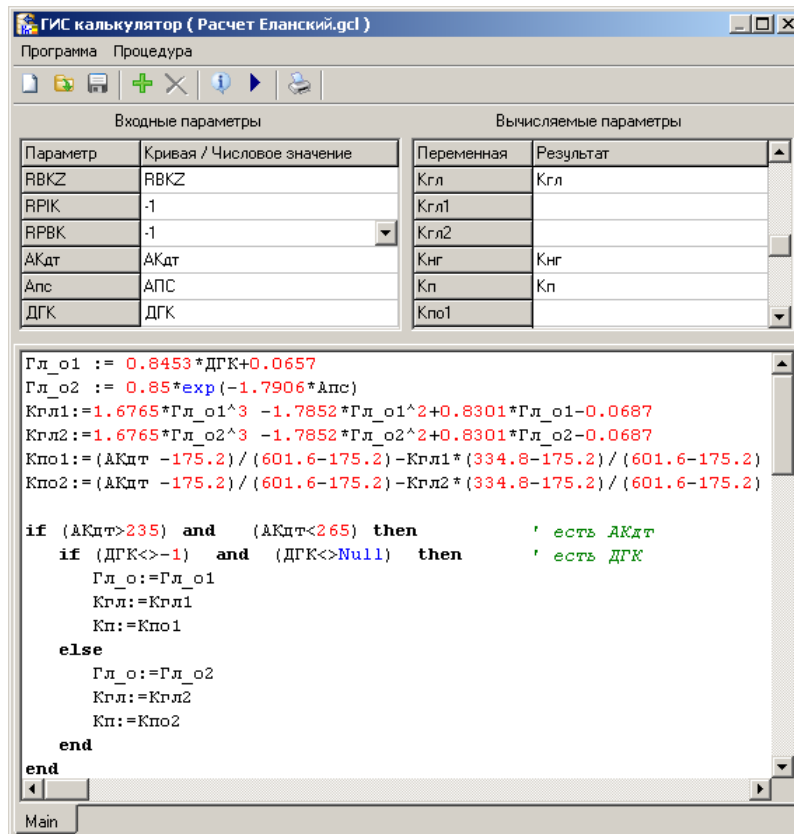 ГИС калькулятор ( Расчет Еланский.gcl )
Программа Процедура
Входные параметры
Параметр Кривая / Числовое значение
RBKZ RBKZ
RPIK -1
RPBK -1
АКдт АКдт
Апс АПС
ДГК ДГК
Вычисляемые параметры
Переменная Результат
Кгл Кгл
Кгл1
Кгл2
Кнг Кнг
Кп Кп
Кпо1
Гл_о1 := 0.8453*ДГК+0.0657
Гл_о2 := 0.85*exp(-1.7906*Апс)
Кгл1:=1.6765*Гл_о1^3 -1.7852*Гл_о1^2+0.8301*Гл_о1-0.0687
Кгл2:=1.6765*Гл_о2^3 -1.7852*Гл_о2^2+0.8301*Гл_о2-0.0687
Кпо1:=(АКдт -175.2)/(601.6-175.2)-Кгл1*(334.8-175.2)/(601.6-175.2)
Кпо2:=(АКдт -175.2)/(601.6-175.2)-Кгл2*(334.8-175.2)/(601.6-175.2)
if (АКдт>235) and (АКдт<265) then ' есть АКдт
if (ДГК<>-1) and (ДГК<>Null) then ' есть ДГК
Гл_о:=Гл_о1
Кгл:=Кгл1
Кп:=Кпо1
else
Гл_о:=Гл_о2
Кгл:=Кгл2
Кп:=Кпо2
end
end
Main